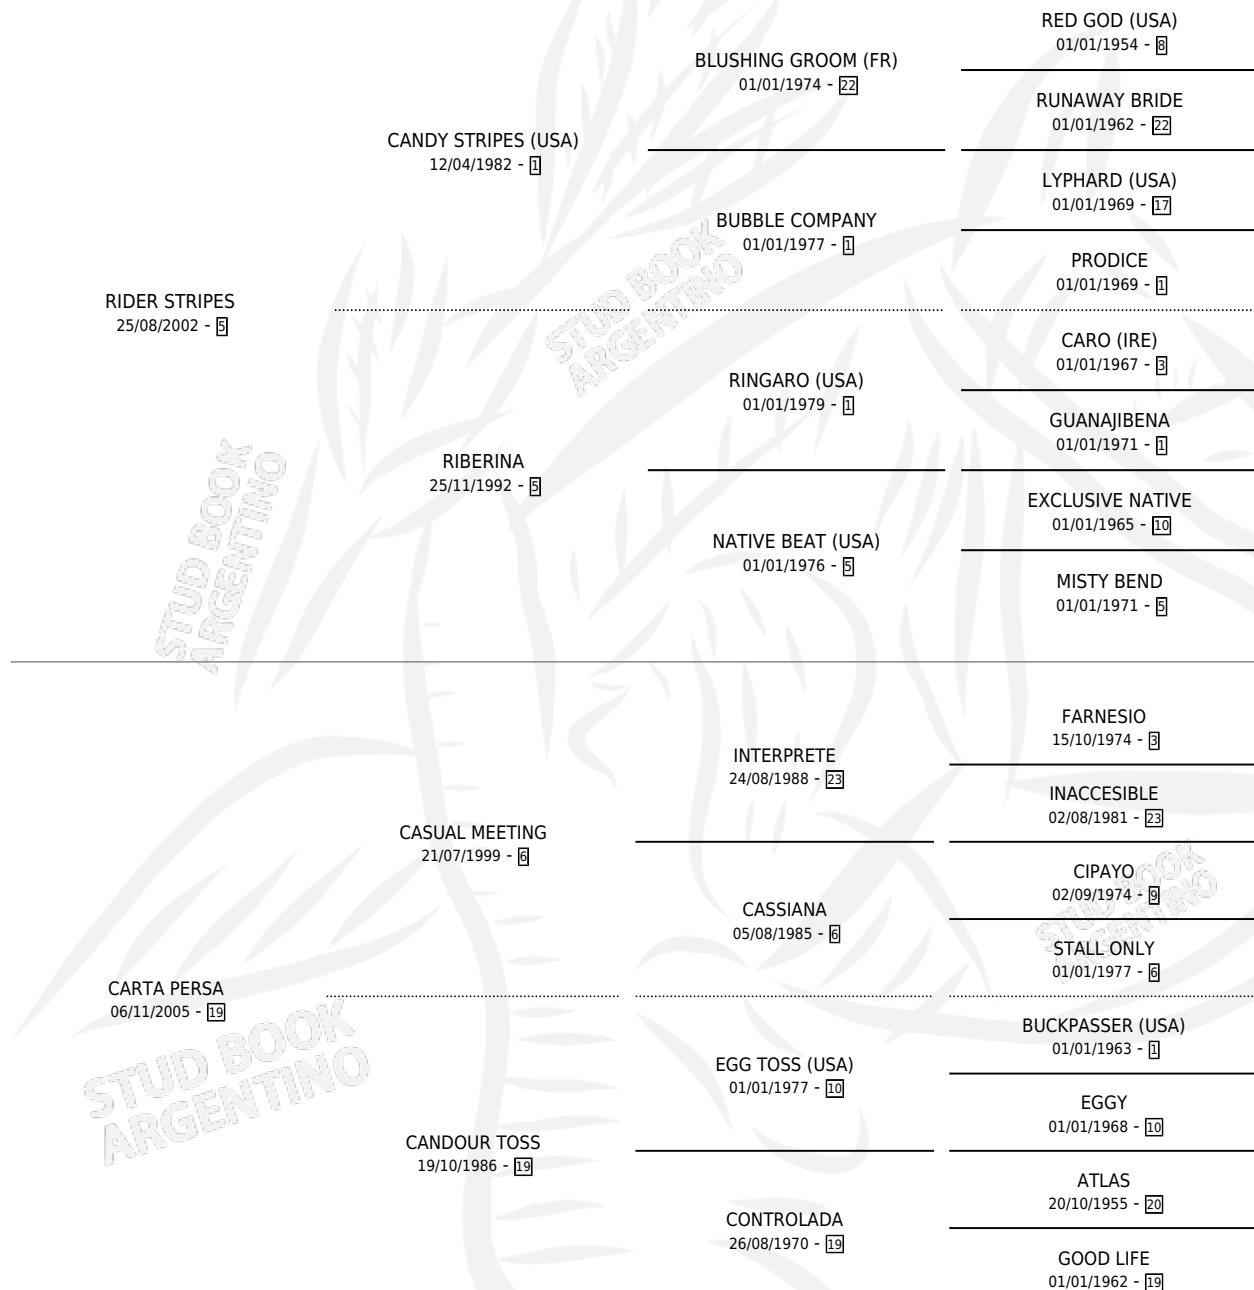 RIDER STRIPES
25/08/2002 - 5
CANDY STRIPES (USA)
12/04/1982 - 1
BLUSHING GROOM (FR)
01/01/1974 - 22
RED GOD (USA)
01/01/1954 - 8
RUNAWAY BRIDE
01/01/1962 - 22
BUBBLE COMPANY
01/01/1977 - 1
LYPHARD (USA)
01/01/1969 - 17
PRODICE
01/01/1969 - 1
RIBERINA
25/11/1992 - 5
RINGARO (USA)
01/01/1979 - 1
CARO (IRE)
01/01/1967 - 3
GUANAJIBENA
01/01/1971 - 1
NATIVE BEAT (USA)
01/01/1976 - 5
EXCLUSIVE NATIVE
01/01/1965 - 10
MISTY BEND
01/01/1971 - 5
CARTA PERSA
06/11/2005 - 19
CASUAL MEETING
21/07/1999 - 6
INTERPRETE
24/08/1988 - 23
FARNESIO
15/10/1974 - 3
INACCESIBLE
02/08/1981 - 23
CASSIANA
05/08/1985 - 6
CIPAYO
02/09/1974 - 9
STALL ONLY
01/01/1977 - 6
CANDOUR TOSS
19/10/1986 - 19
EGG TOSS (USA)
01/01/1977 - 10
BUCKPASSER (USA)
01/01/1963 - 1
EGGY
01/01/1968 - 10
CONTROLADA
26/08/1970 - 19
ATLAS
20/10/1955 - 20
GOOD LIFE
01/01/1962 - 19
STUD BOOK
ARGENTINO
STUD BOOK
ARGENTINO
STUD BOOK
ARGENTINO
STUD BOOK
ARGENTINO